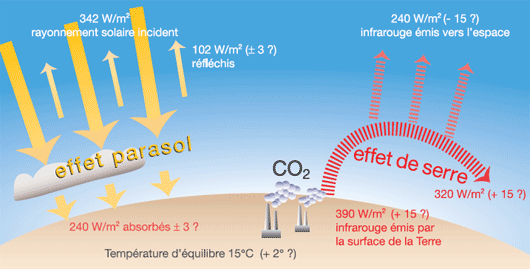 342 W/m²
rayonnement solaire incident
102 W/m² (± 3 ?)
réfléchis
240 W/m² (- 15 ?)
infrarouge émis vers l'espace
effet parasol
CO₂
effet de serre
320 W/m² (+ 15 ?)
240 W/m² absorbés ± 3 ?
390 W/m² (+ 15 ?)
infrarouge émis par
la surface de la Terre
Température d'équilibre 15°C (+ 2° ?)